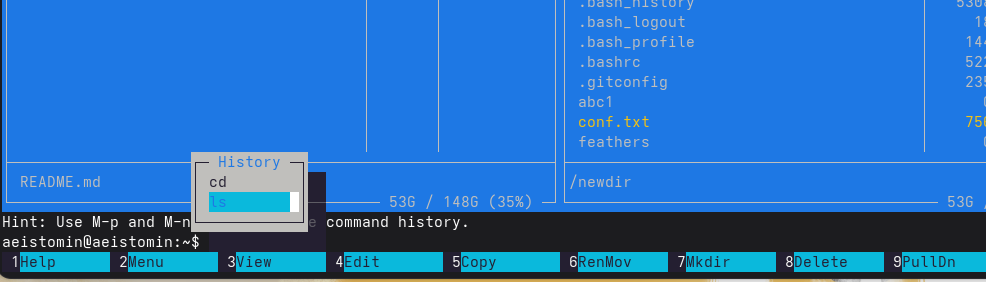 .bash_history
.bash_logout
.bash_profile
.bashrc
.gitconfig
abc1
conf.txt
feathers
README.md
/newdir
History
cd
ls
53G / 148G (35%)
53G /
Hint: Use M-p and M-n command history.
aeistomin@aeistomin:~$
1Help 2Menu 3View 4Edit 5Copy 6RenMov 7Mkdir 8Delete 9PullDn